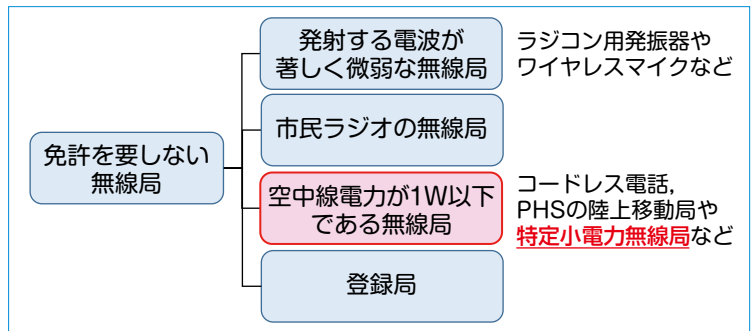 免許を要しない
無線局
発射する電波が
著しく微弱な無線局
ラジコン用発振器や
ワイヤレスマイクなど
市民ラジオの無線局
空中線電力が1W以下
である無線局
コードレス電話,
PHSの陸上移動局や
特定小電力無線局など
登録局